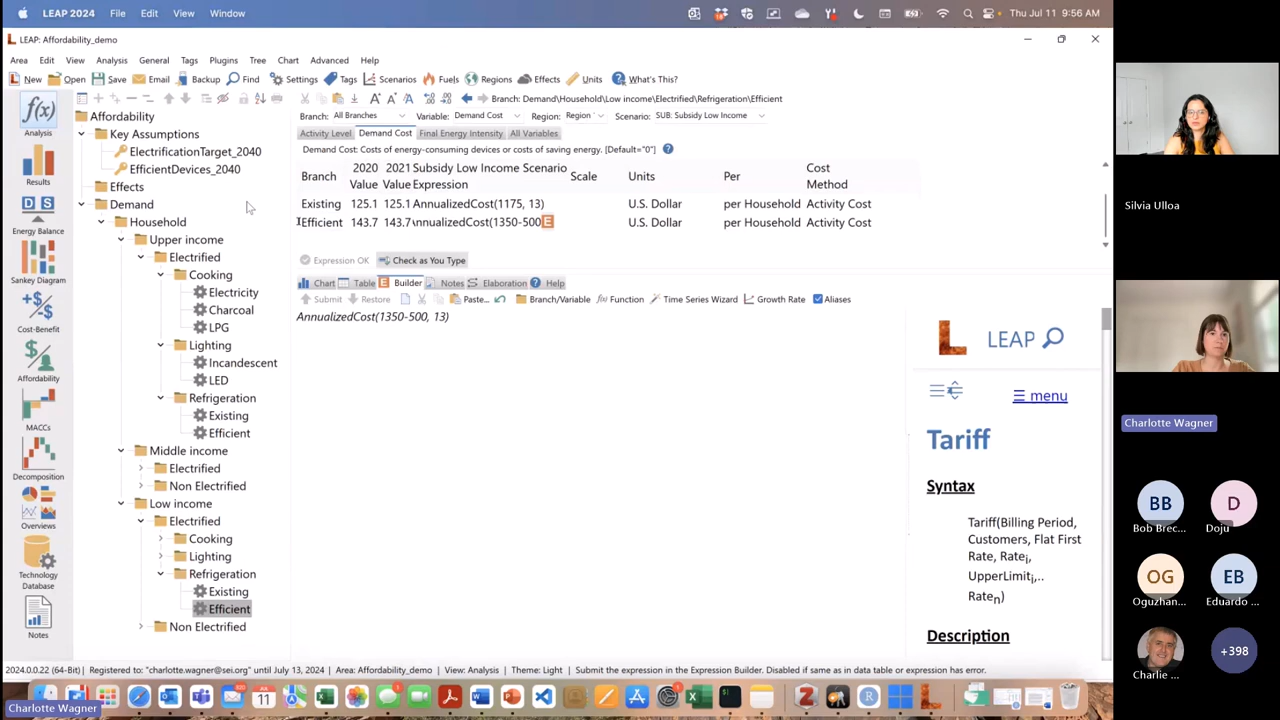 LEAP 2024 File Edit View Window Thu Jul 11 9:56 AM
LEAP: Affordability_demo
Area Edit View Analysis General Tags Plugins Tree Chart Advanced Help
New Open Save Email Backup Find Settings Tags Scenarios Fuels Regions Effects Units What's This?
Branch: Demand\Household\Low income\Electrified\Refrigeration\Efficient
Branch: All Branches Variable: Demand Cost Region: Region Scenario: SUB: Subsidy Low Income
Activity Level Demand Cost Final Energy Intensity All Variables
Demand Cost: Costs of energy-consuming devices or costs of saving energy. [Default="0"]
Branch 2020 Value 2021 Value Subsidy Low Income Scenario Expression Scale Units Per Cost Method
Existing 125.1 125.1 AnnualizedCost(1175, 13) U.S. Dollar per Household Activity Cost
Efficient 143.7 143.7 nnualizedCost(1350-500 E U.S. Dollar per Household Activity Cost
Expression OK Check as You Type
Chart Table Builder Notes Elaboration Help
Submit Restore Paste... Branch/Variable Function Time Series Wizard Growth Rate Aliases
AnnualizedCost(1350-500, 13)
Analysis
Results
Energy Balance
Sankey Diagram
Cost-Benefit
Affordability
MACCs
Decomposition
Overviews
Technology
Database
Notes
Affordability
Key Assumptions
ElectrificationTarget_2040
EfficientDevices_2040
Effects
Demand
Household
Upper income
Electrified
Cooking
Electricity
Charcoal
LPG
Lighting
Incandescent
LED
Refrigeration
Existing
Efficient
Middle income
Electrified
Non Electrified
Low income
Electrified
Cooking
Lighting
Refrigeration
Existing
Efficient
Non Electrified
LEAP
☰ menu
Tariff
Syntax
Tariff(Billing Period,
Customers, Flat First
Rate, Ratei,
UpperLimiti,..
Raten)
Description
2024.0.0.22 (64-Bit) | Registered to: "charlotte.wagner@sei.org" until July 13, 2024 | Area: Affordability_demo | View: Analysis | Theme: Light | Submit the expression in the Expression Builder. Disabled if same as in data table or expression has error.
Charlotte Wagner
Silvia Ulloa
Charlotte Wagner
BB D
Bob Brec... Doju
OG EB
Oguzhan... Eduardo ...
+398
Charlie ...